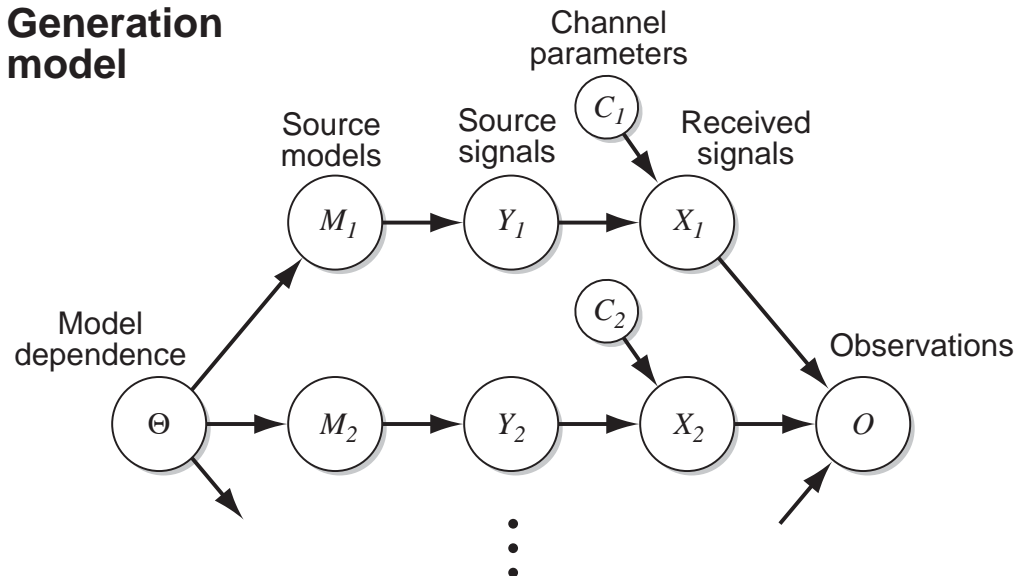 Generation
model
Channel
parameters
C1
Source
models
Source
signals
Received
signals
M1
Y1
X1
C2
Model
dependence
Observations
Θ
M2
Y2
X2
O